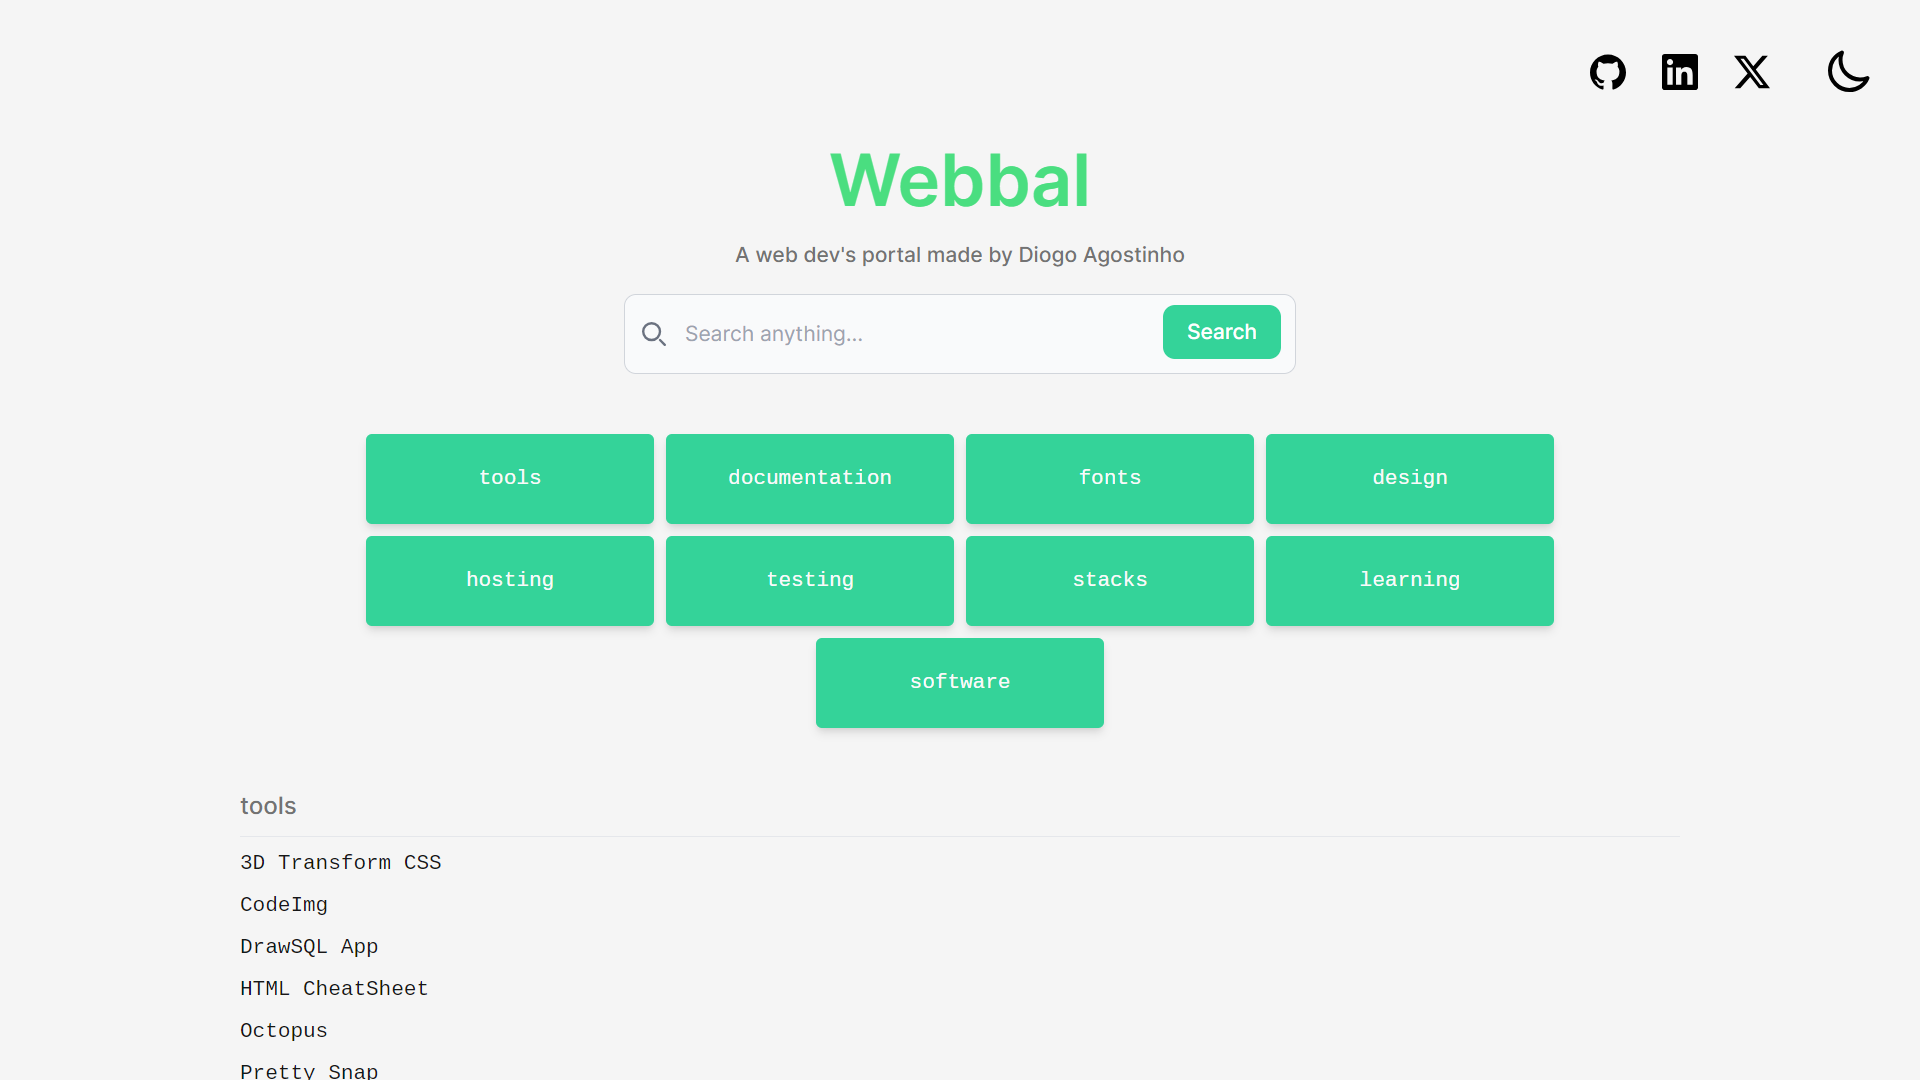 Webbal
A web dev's portal made by Diogo Agostinho
Search anything...
Search
tools
documentation
fonts
design
hosting
testing
stacks
learning
software
tools
3D Transform CSS
CodeImg
DrawSQL App
HTML CheatSheet
Octopus
Pretty Snap